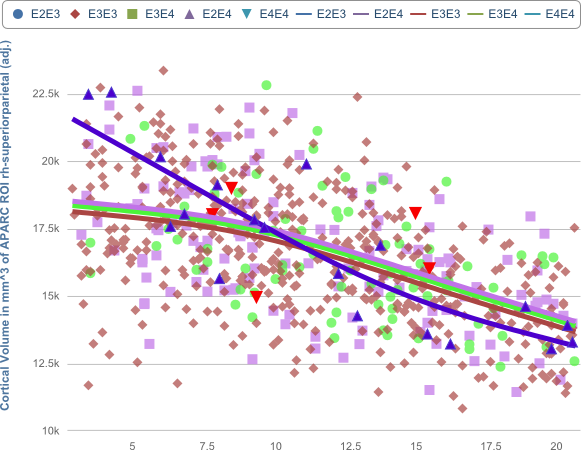 E2E3 E3E3 E3E4 E2E4 E4E4 E2E3 E2E4 E3E3 E3E4 E4E4
Cortical Volume in mm^3 of APARC ROI rh-superiorparietal (adj.)
22.5k
20k
17.5k
15k
12.5k
10k
5 7.5 10 12.5 15 17.5 20